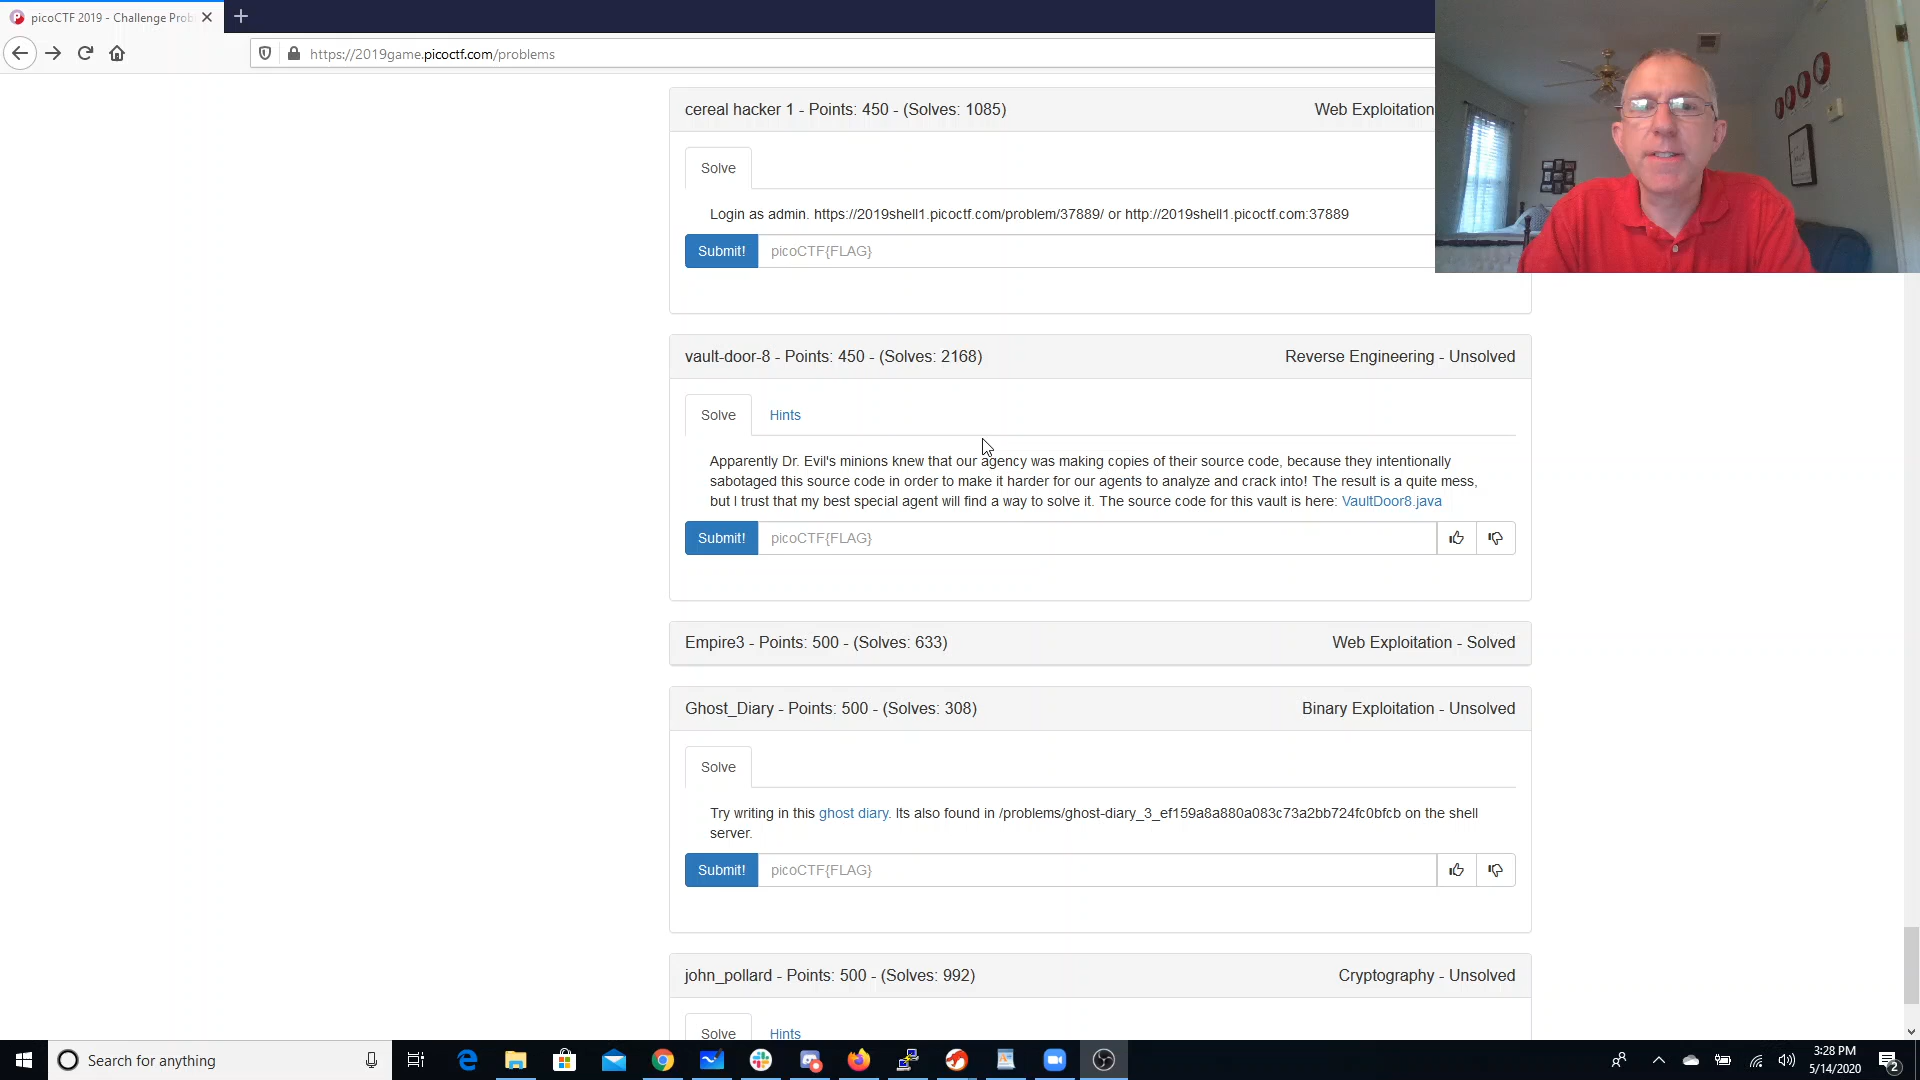 picoCTF 2019 - Challenge Prob
https://2019game.picoctf.com/problems
cereal hacker 1 - Points: 450 - (Solves: 1085)
Web Exploitation
Solve
Login as admin. https://2019shell1.picoctf.com/problem/37889/ or http://2019shell1.picoctf.com:37889
Submit!
picoCTF{FLAG}
vault-door-8 - Points: 450 - (Solves: 2168)
Reverse Engineering - Unsolved
Solve
Hints
Apparently Dr. Evil's minions knew that our agency was making copies of their source code, because they intentionally
sabotaged this source code in order to make it harder for our agents to analyze and crack into! The result is a quite mess,
but I trust that my best special agent will find a way to solve it. The source code for this vault is here: VaultDoor8.java
Submit!
picoCTF{FLAG}
Empire3 - Points: 500 - (Solves: 633)
Web Exploitation - Solved
Ghost_Diary - Points: 500 - (Solves: 308)
Binary Exploitation - Unsolved
Solve
Try writing in this ghost diary. Its also found in /problems/ghost-diary_3_ef159a8a880a083c73a2bb724fc0bfcb on the shell
server.
Submit!
picoCTF{FLAG}
john_pollard - Points: 500 - (Solves: 992)
Cryptography - Unsolved
Solve
Hints
Search for anything
3:28 PM
5/14/2020
2